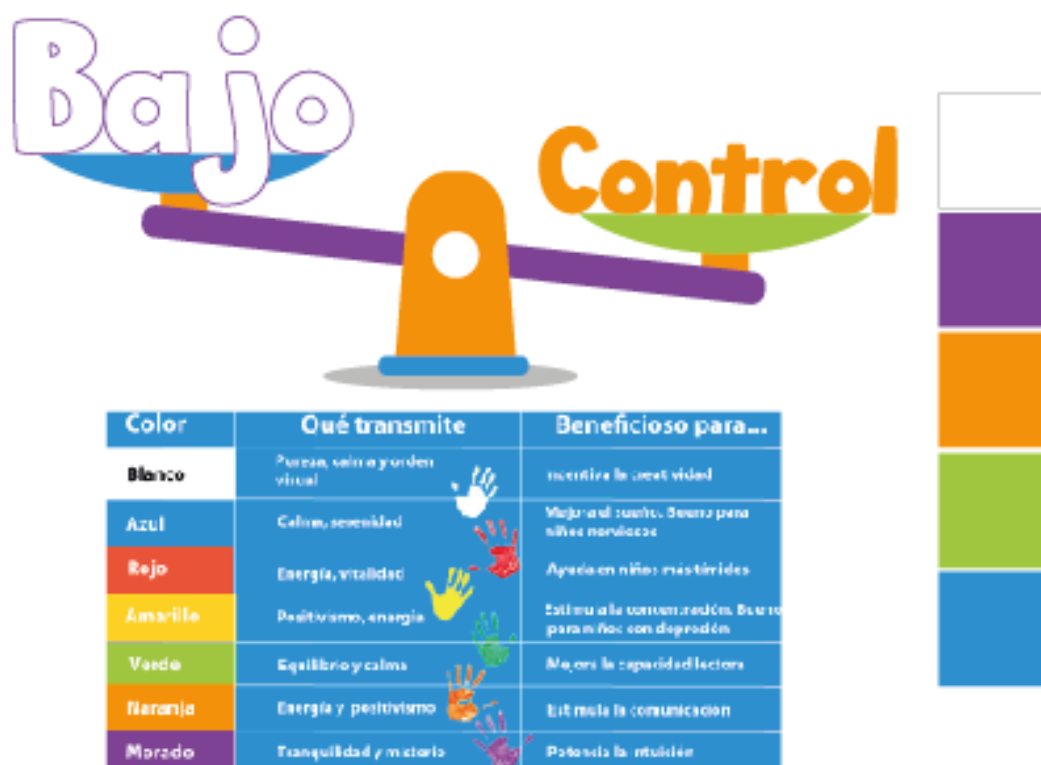 Bajo
Control
Color Qué transmite Beneficioso para...
Blanco Pureza, calma y orden
visual Incentiva la creatividad
Azul Calma, serenidad Mejora el sueño. Bueno para
niños nerviosos
Rojo Energía, vitalidad Ayuda en niños más tímidos
Amarillo Positivismo, energía Estimula la concentración. Bueno
para niños con depresión
Verde Equilibrio y calma Mejora la capacidad lectora
Naranja Energía y positivismo Estimula la comunicación
Morado Tranquilidad y misterio Potencia la intuición